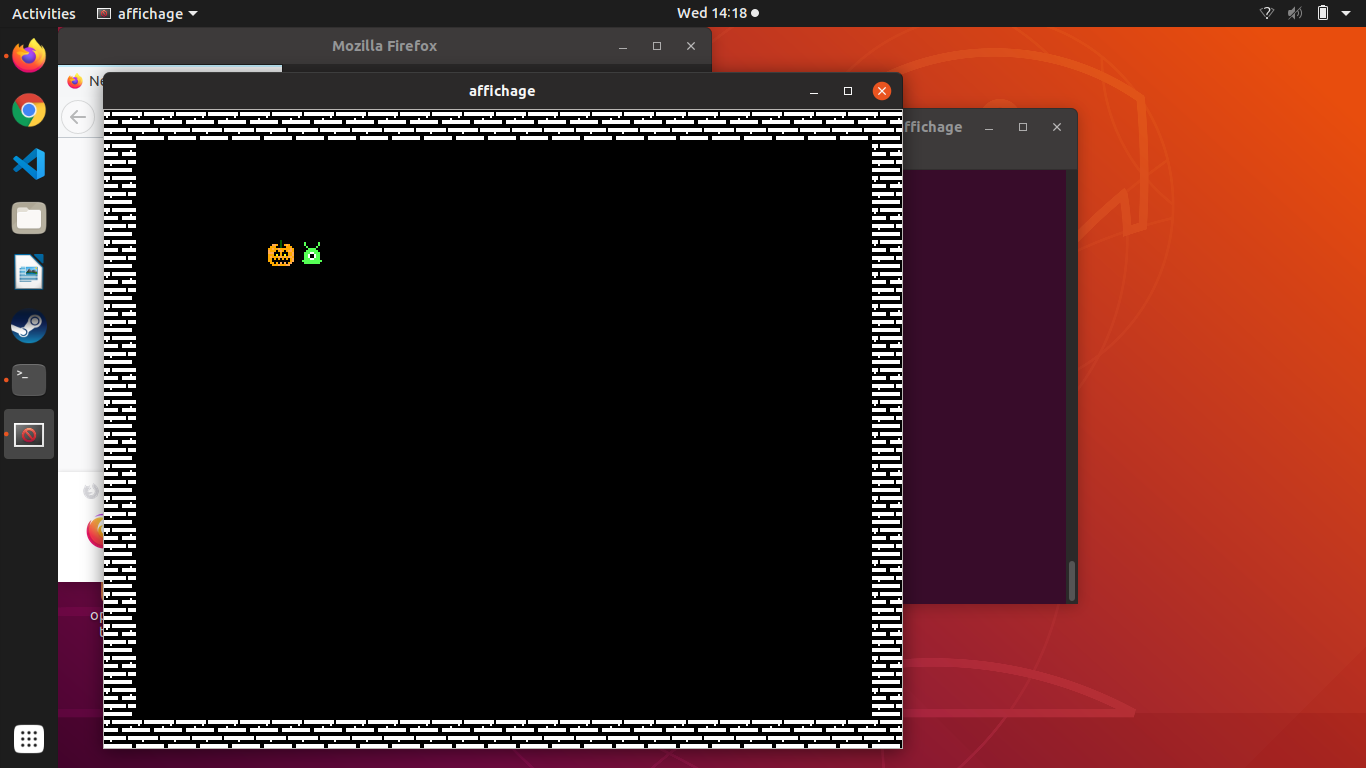 Activities
affichage
Wed 14:18
Mozilla Firefox
affichage
ffichage